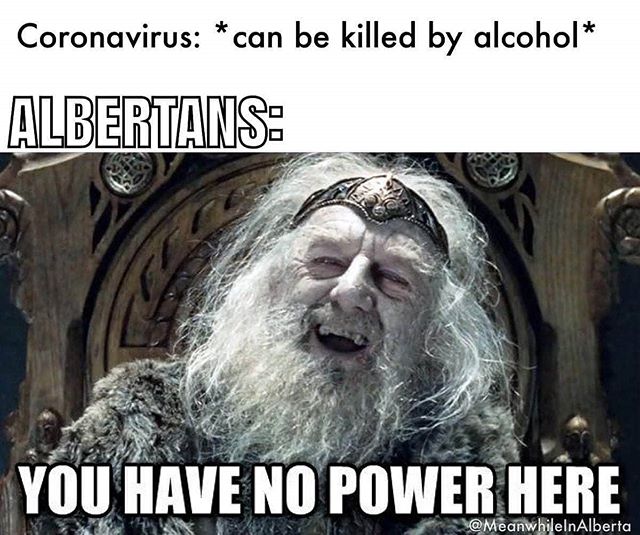 Coronavirus: *can be killed by alcohol*
ALBERTANS:
YOU HAVE NO POWER HERE
@MeanwhileInAlberta